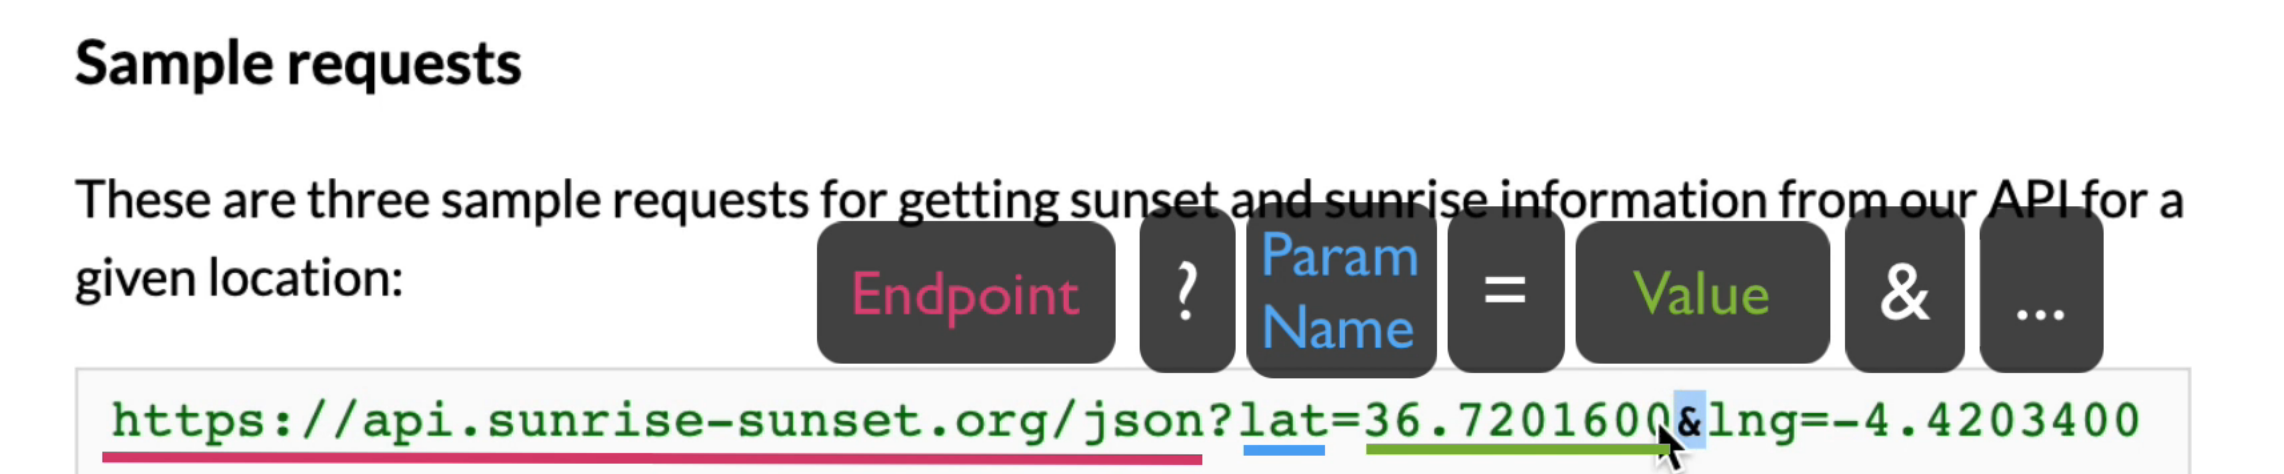 Sample requests
These are three sample requests for getting sunset and sunrise information from our API for a
given location:
Endpoint ? Param Name = Value & ...
https://api.sunrise-sunset.org/json?lat=36.7201600&lng=-4.4203400